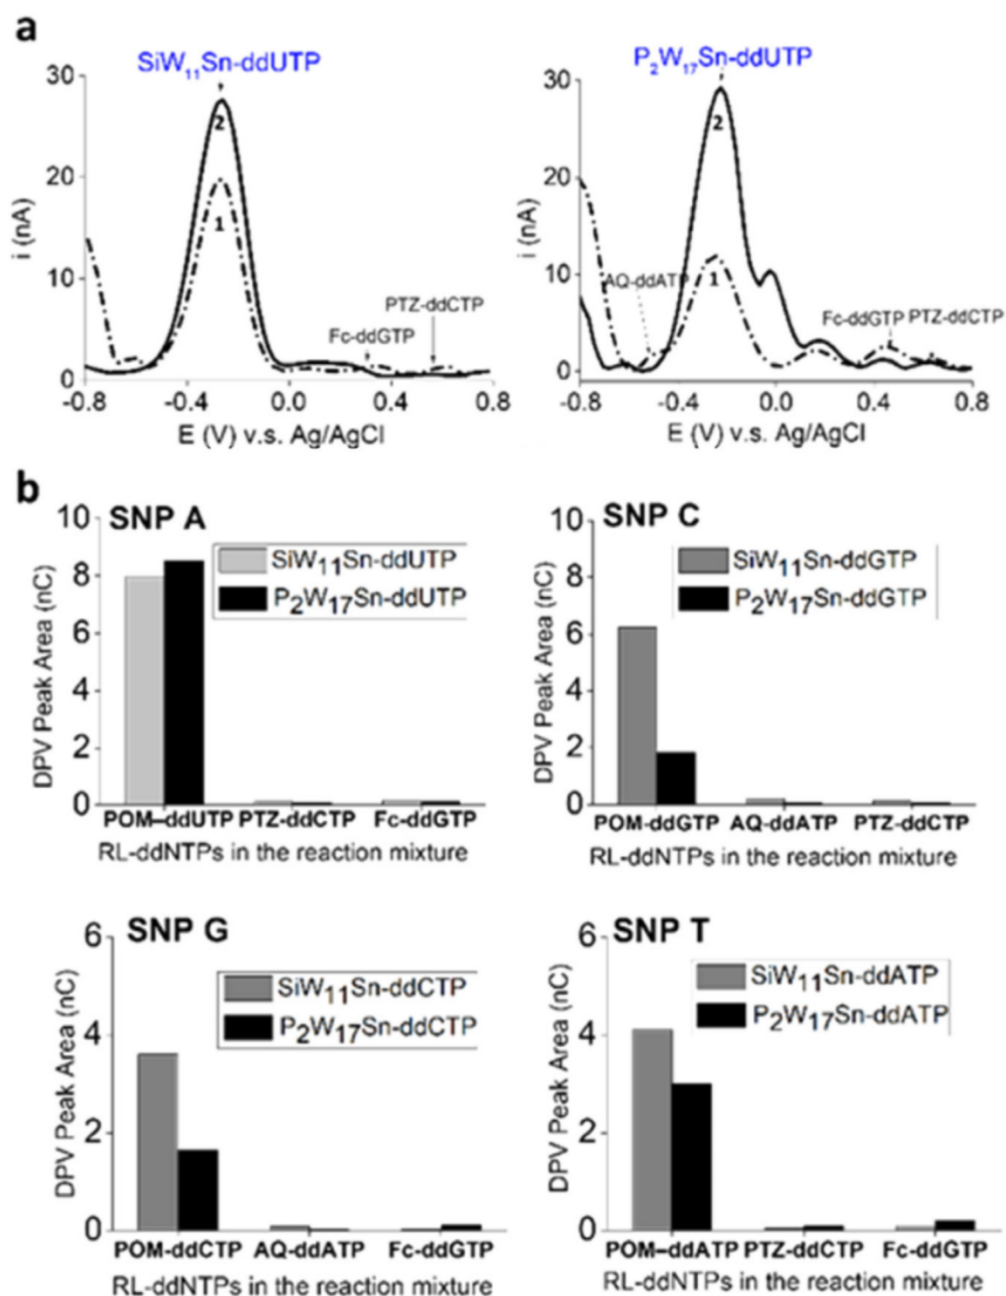 a
SiW₁₁Sn-ddUTP
30
20
10
0
i (nA)
2
1
PTZ-ddCTP
Fc-ddGTP
-0.8 -0.4 0.0 0.4 0.8
E (V) v.s. Ag/AgCl
P₂W₁₇Sn-ddUTP
30
20
10
0
i (nA)
2
1
AQ-ddATP
Fc-ddGTP PTZ-ddCTP
-0.8 -0.4 0.0 0.4 0.8
E (V) v.s. Ag/AgCl
b
SNP A
10
8
6
4
2
0
DPV Peak Area (nC)
SiW₁₁Sn-ddUTP
P₂W₁₇Sn-ddUTP
POM–ddUTP PTZ-ddCTP Fc-ddGTP
RL-ddNTPs in the reaction mixture
SNP C
10
8
6
4
2
0
DPV Peak Area (nC)
SiW₁₁Sn-ddGTP
P₂W₁₇Sn-ddGTP
POM-ddGTP AQ-ddATP PTZ-ddCTP
RL-ddNTPs in the reaction mixture
SNP G
6
4
2
0
DPV Peak Area (nC)
SiW₁₁Sn-ddCTP
P₂W₁₇Sn-ddCTP
POM-ddCTP AQ-ddATP Fc-ddGTP
RL-ddNTPs in the reaction mixture
SNP T
6
4
2
0
DPV Peak Area (nC)
SiW₁₁Sn-ddATP
P₂W₁₇Sn-ddATP
POM–ddATP PTZ-ddCTP Fc-ddGTP
RL-ddNTPs in the reaction mixture